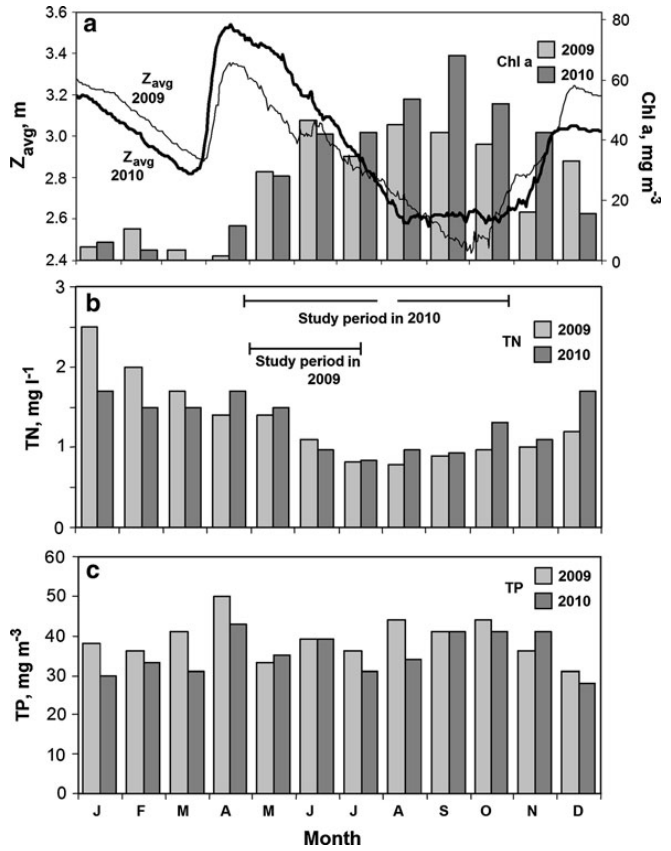 a
Z_avg, m
3.6
3.4
3.2
3.0
2.8
2.6
2.4
Z_avg
2009
Z_avg
2010
Chl a
2009
2010
80
60
40
20
0
Chl a, mg m⁻³
b
TN, mg l⁻¹
3
2
1
0
Study period in 2010
Study period in
2009
TN
2009
2010
c
TP, mg m⁻³
60
50
40
30
20
10
0
TP
2009
2010
J F M A M J J A S O N D
Month